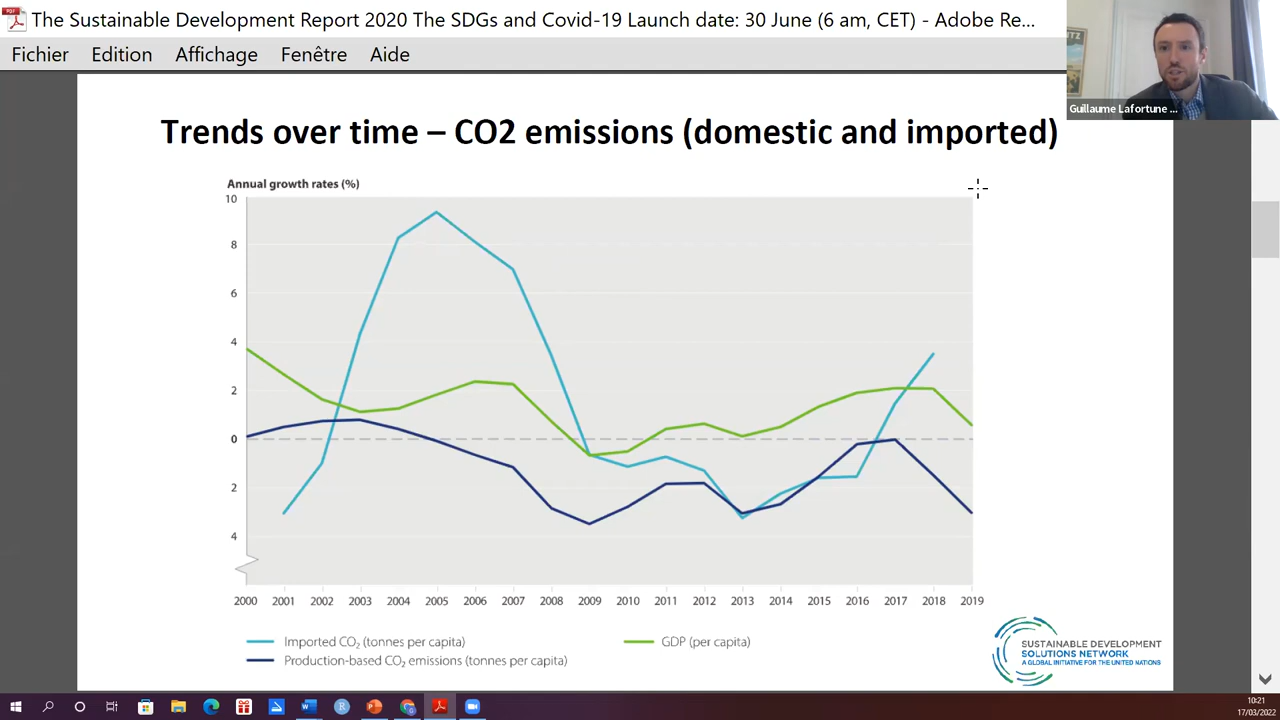 The Sustainable Development Report 2020 The SDGs and Covid-19 Launch date: 30 June (6 am, CET) - Adobe Re...
Fichier Edition Affichage Fenêtre Aide
Guillaume Lafortune ...
Trends over time – CO2 emissions (domestic and imported)
Annual growth rates (%)
10
8
6
4
2
0
2
4
2000 2001 2002 2003 2004 2005 2006 2007 2008 2009 2010 2011 2012 2013 2014 2015 2016 2017 2018 2019
Imported CO₂ (tonnes per capita)
GDP (per capita)
Production-based CO₂ emissions (tonnes per capita)
SUSTAINABLE DEVELOPMENT
SOLUTIONS NETWORK
A GLOBAL INITIATIVE FOR THE UNITED NATIONS
10:21
17/03/2022